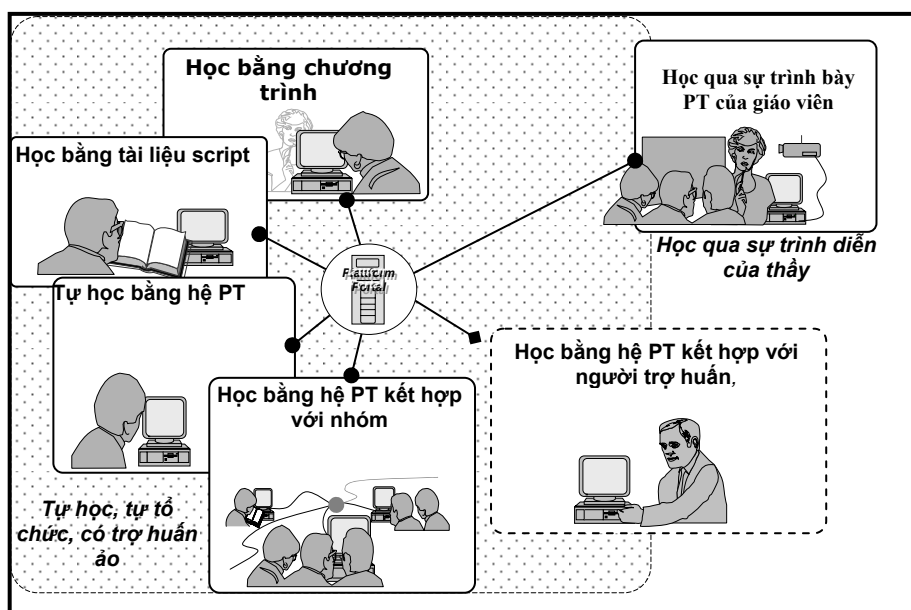 Học bằng chương
trình
Học qua sự trình bày
PT của giáo viên
Học bằng tài liệu script
Học qua sự trình diễn
của thầy
Tự học bằng hệ PT
Học bằng hệ PT kết hợp với
người trợ huấn,
Học bằng hệ PT kết hợp
với nhóm
Tự học, tự tổ
chức, có trợ huấn
ảo